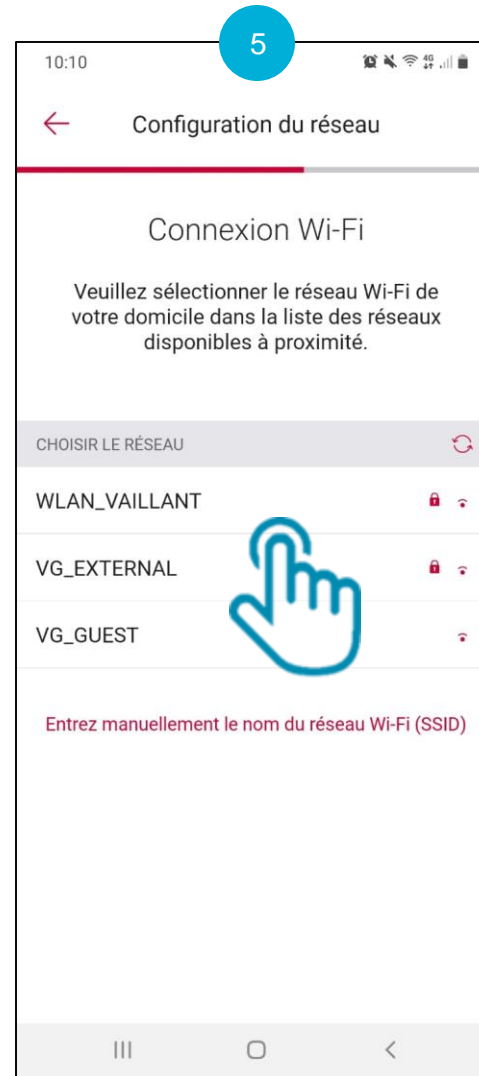 5
10:10
4G
Configuration du réseau
Connexion Wi-Fi
Veuillez sélectionner le réseau Wi-Fi de
votre domicile dans la liste des réseaux
disponibles à proximité.
CHOISIR LE RÉSEAU
WLAN_VAILLANT
VG_EXTERNAL
VG_GUEST
Entrez manuellement le nom du réseau Wi-Fi (SSID)